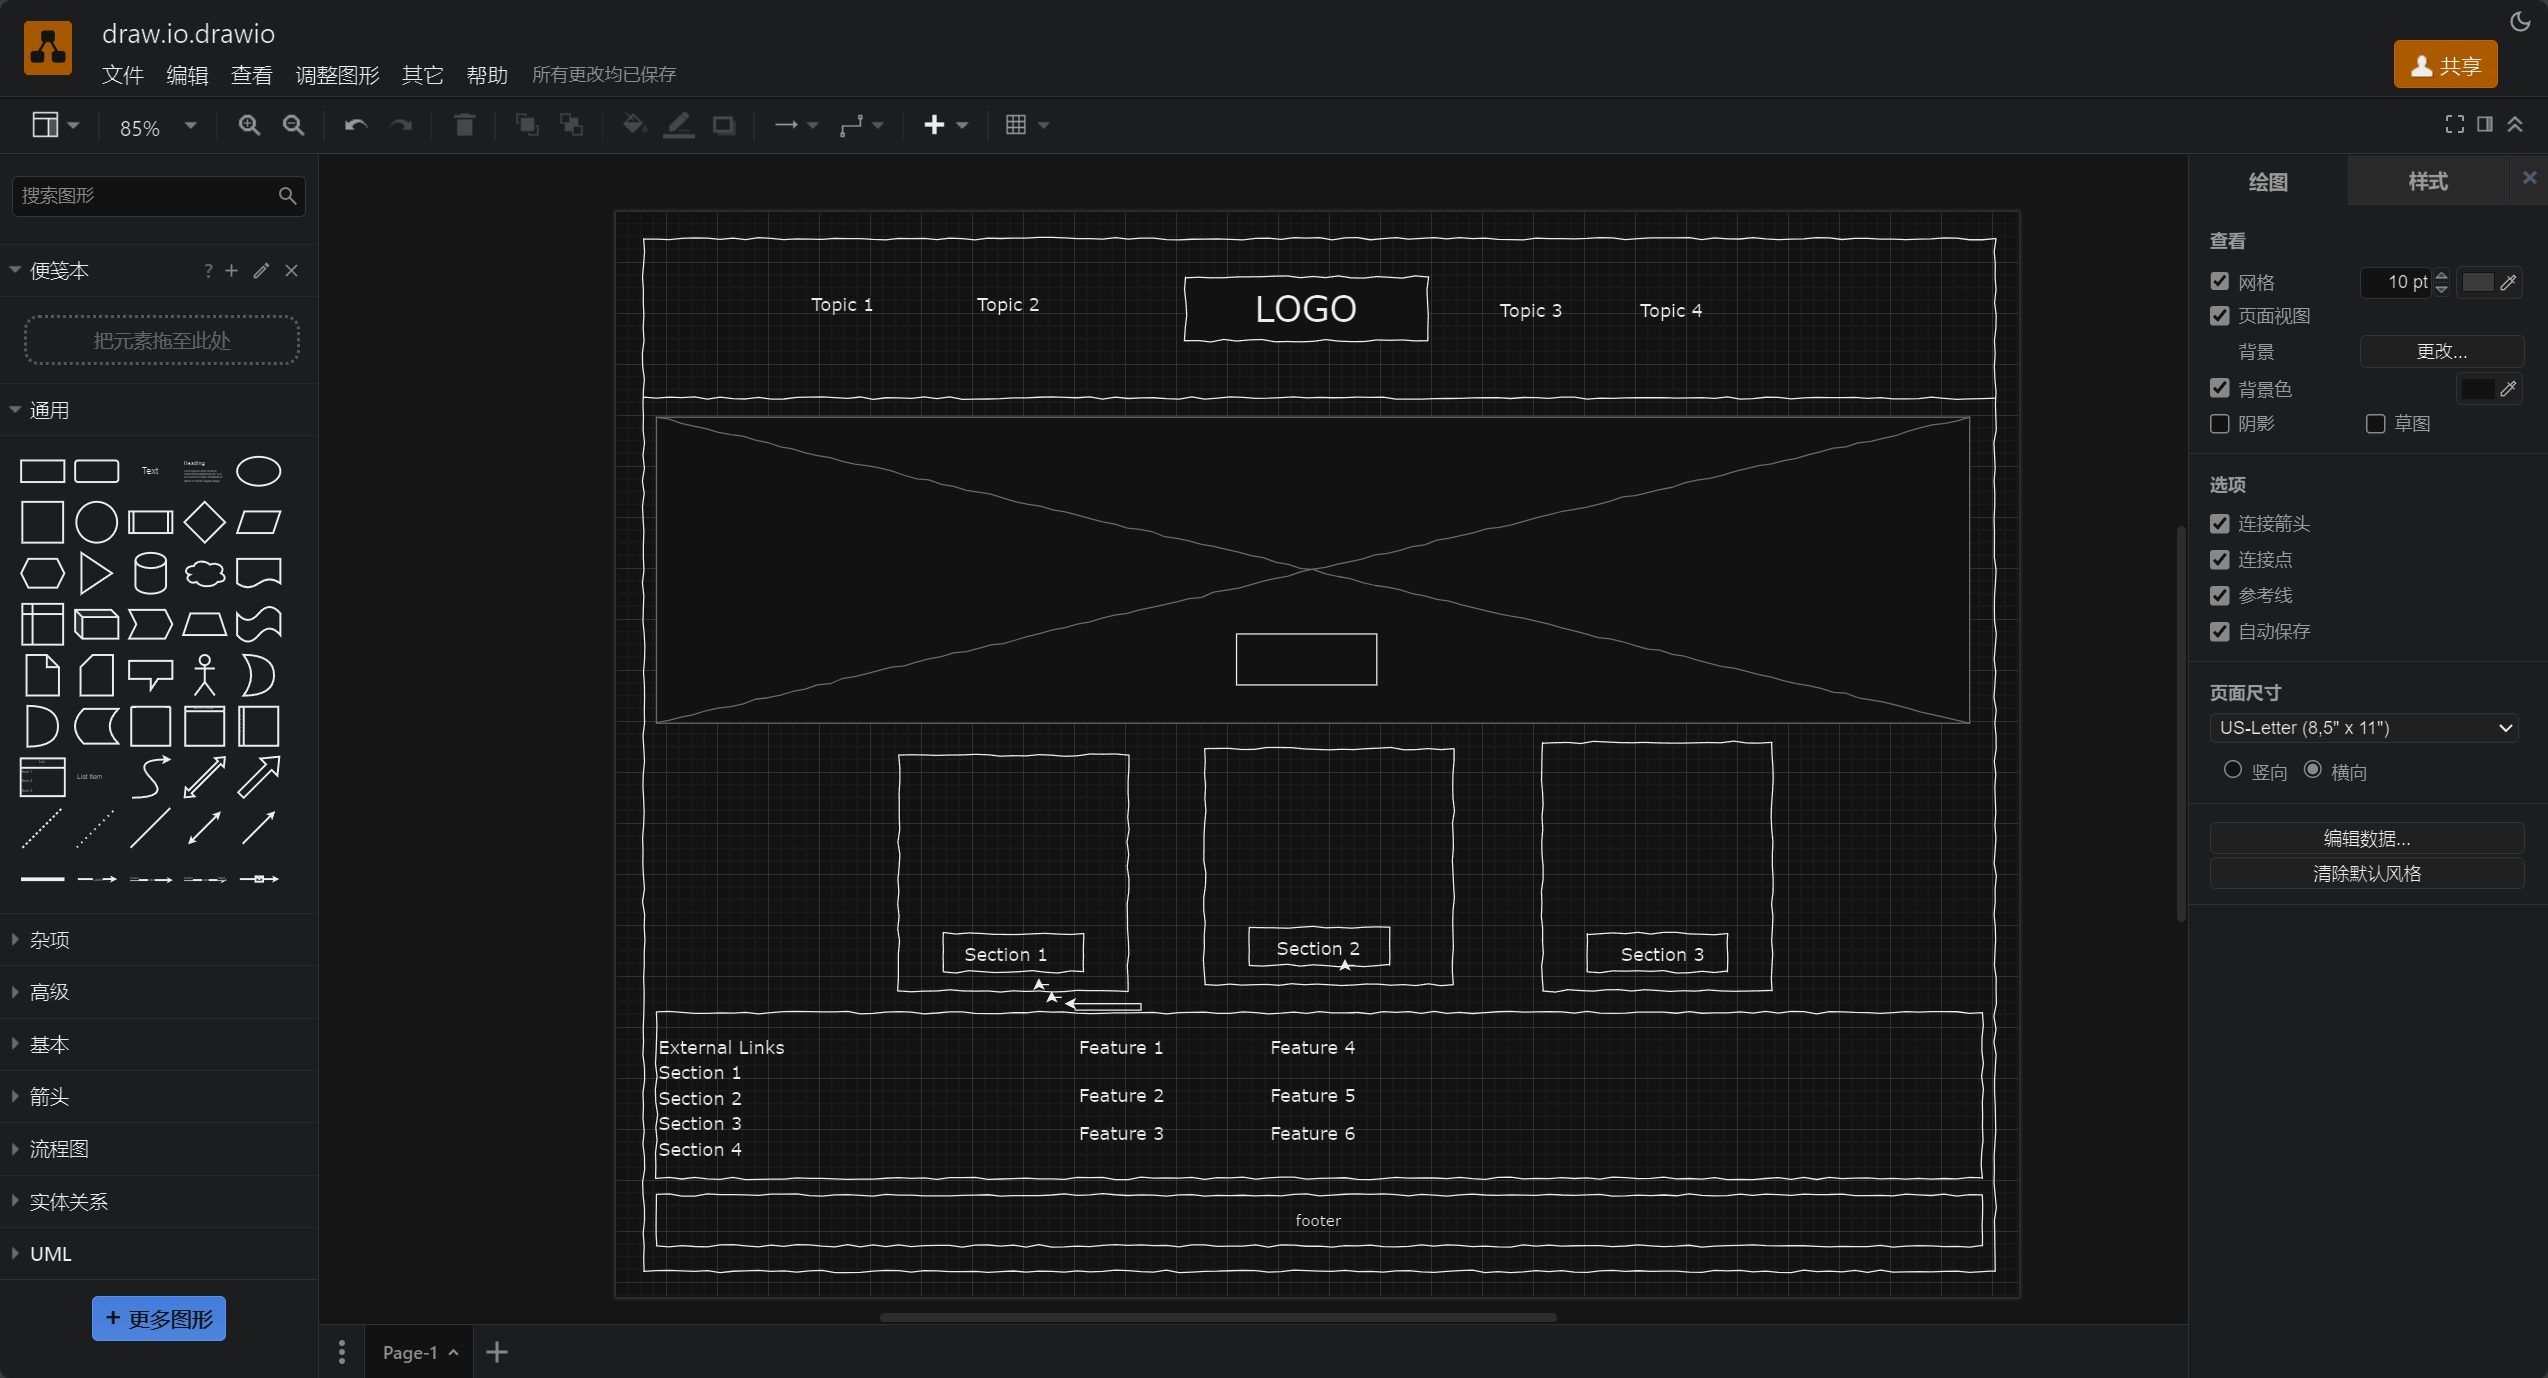 draw.io.drawio
文件 编辑 查看 调整图形 其它 帮助 所有更改均已保存
共享
85%
搜索图形
便笺本 ?
把元素拖至此处
通用
Text
Heading
List Item
杂项
高级
基本
箭头
流程图
实体关系
UML
+ 更多图形
Topic 1 Topic 2 LOGO Topic 3 Topic 4
Section 1 Section 2 Section 3
External Links
Section 1
Section 2
Section 3
Section 4
Feature 1 Feature 4
Feature 2 Feature 5
Feature 3 Feature 6
footer
Page-1
绘图 样式
查看
网格 10 pt
页面视图
背景 更改...
背景色
阴影 草图
选项
连接箭头
连接点
参考线
自动保存
页面尺寸
US-Letter (8,5" x 11")
竖向 横向
编辑数据...
清除默认风格